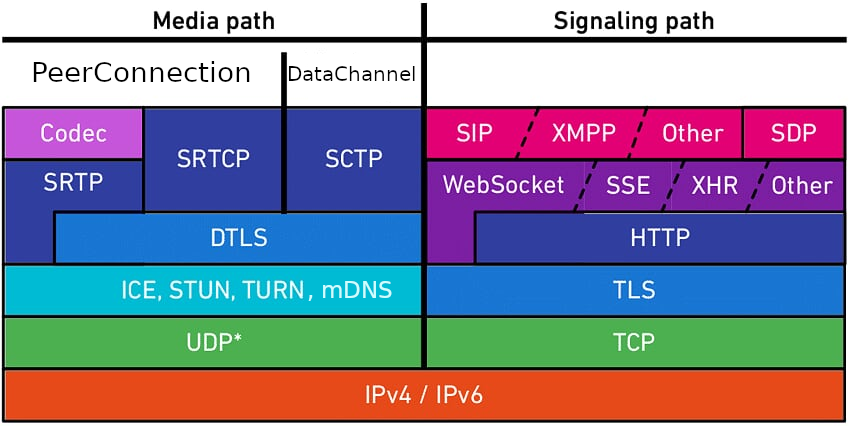 Media path Signaling path
PeerConnection DataChannel
Codec SIP XMPP Other SDP
SRTCP SCTP
SRTP WebSocket SSE XHR Other
DTLS HTTP
ICE, STUN, TURN, mDNS TLS
UDP* TCP
IPv4 / IPv6